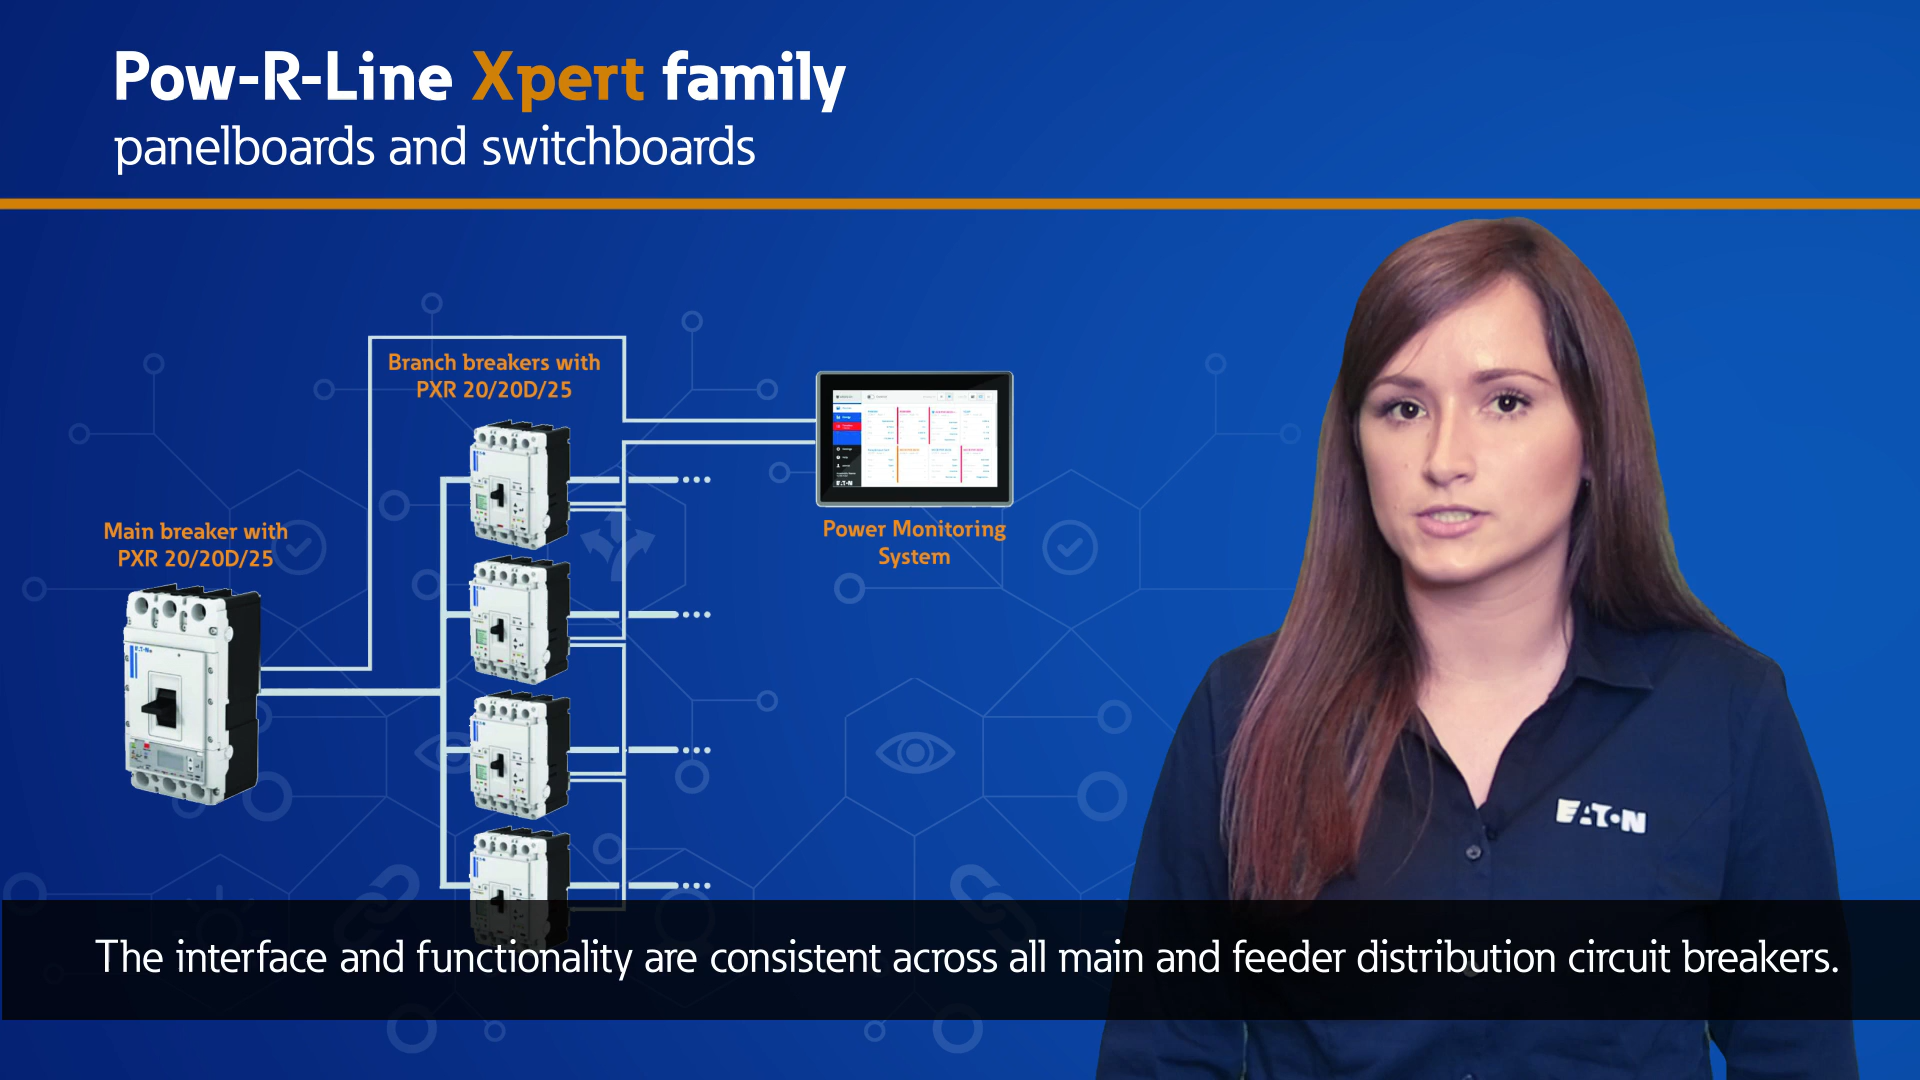 Pow-R-Line Xpert family
panelboards and switchboards
Branch breakers with
PXR 20/20D/25
Main breaker with
PXR 20/20D/25
Power Monitoring
System
EATON
The interface and functionality are consistent across all main and feeder distribution circuit breakers.